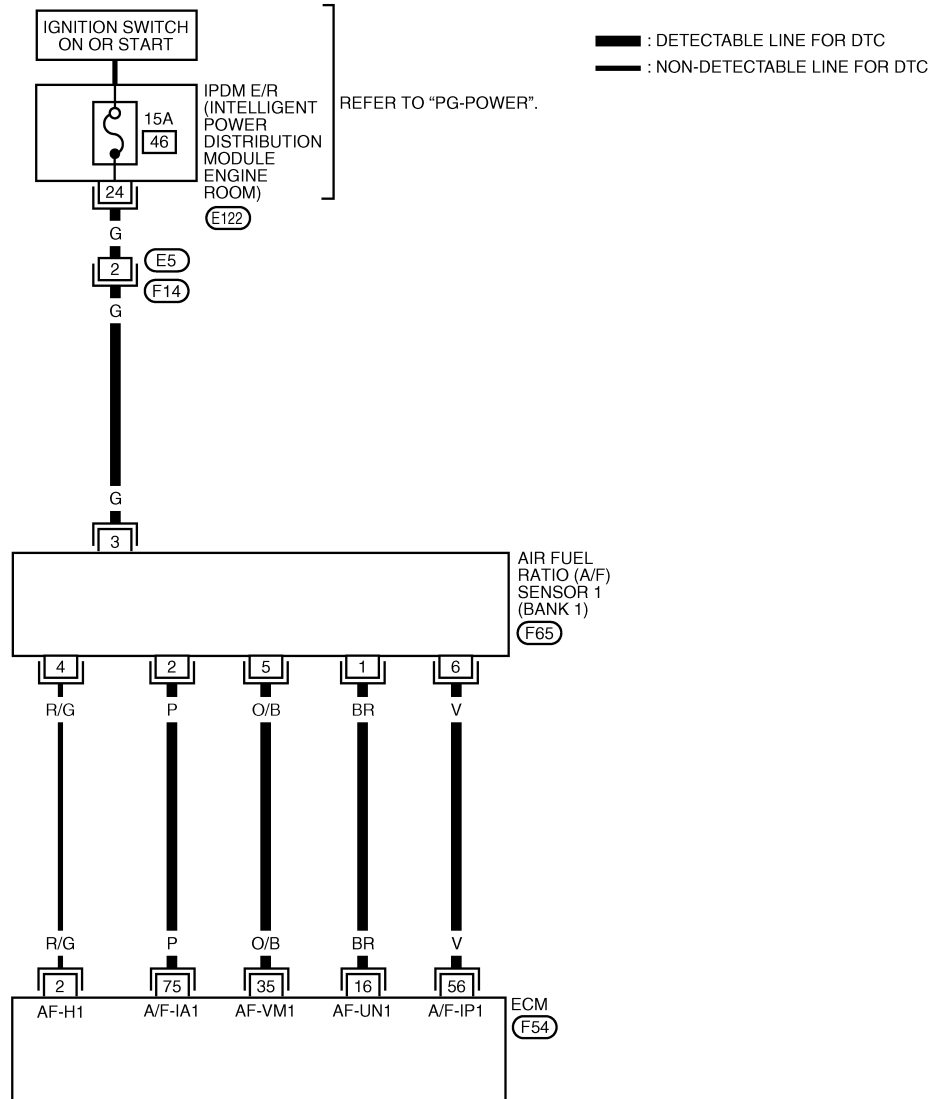 IGNITION SWITCH
ON OR START
: DETECTABLE LINE FOR DTC
: NON-DETECTABLE LINE FOR DTC
15A
46
IPDM E/R
(INTELLIGENT
POWER
DISTRIBUTION
MODULE
ENGINE
ROOM)
REFER TO “PG-POWER”.
24
E122
G
2
E5
F14
G
G
3
AIR FUEL
RATIO (A/F)
SENSOR 1
(BANK 1)
F65
4 2 5 1 6
R/G P O/B BR V
R/G P O/B BR V
2 75 35 16 56
AF-H1 A/F-IA1 AF-VM1 AF-UN1 A/F-IP1
ECM
F54